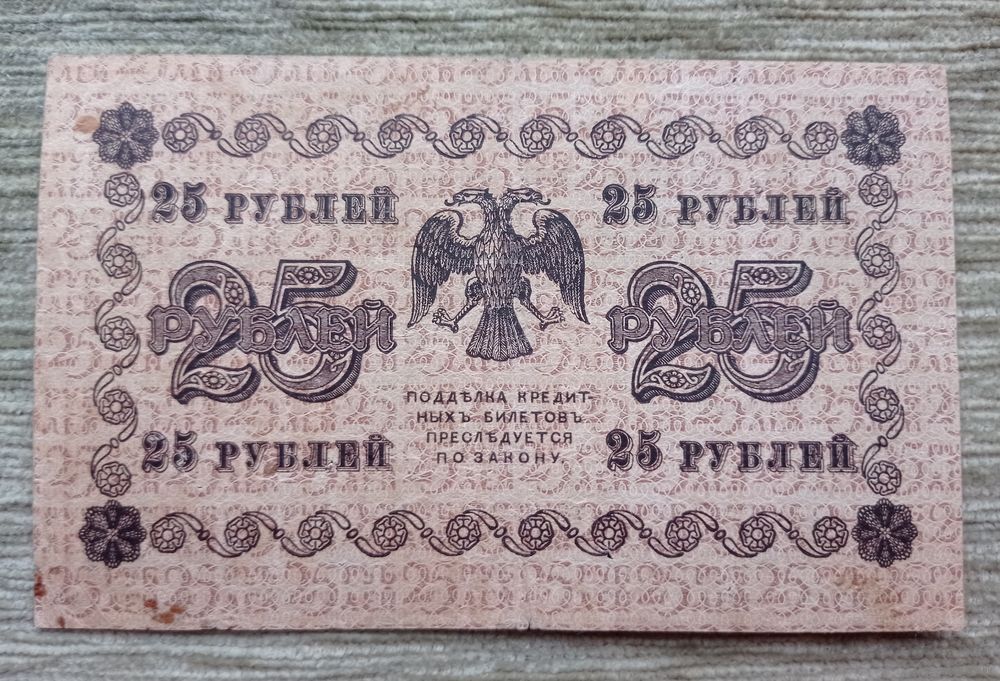 25 РУБЛЕЙ 25 РУБЛЕЙ
25 РУБЛЕЙ 25 РУБЛЕЙ
ПОДДѢЛКА КРЕДИТ-
НЫХЪ БИЛЕТОВЪ
ПРЕСЛѢДУЕТСЯ
ПО ЗАКОНУ.
25 РУБЛЕЙ 25 РУБЛЕЙ